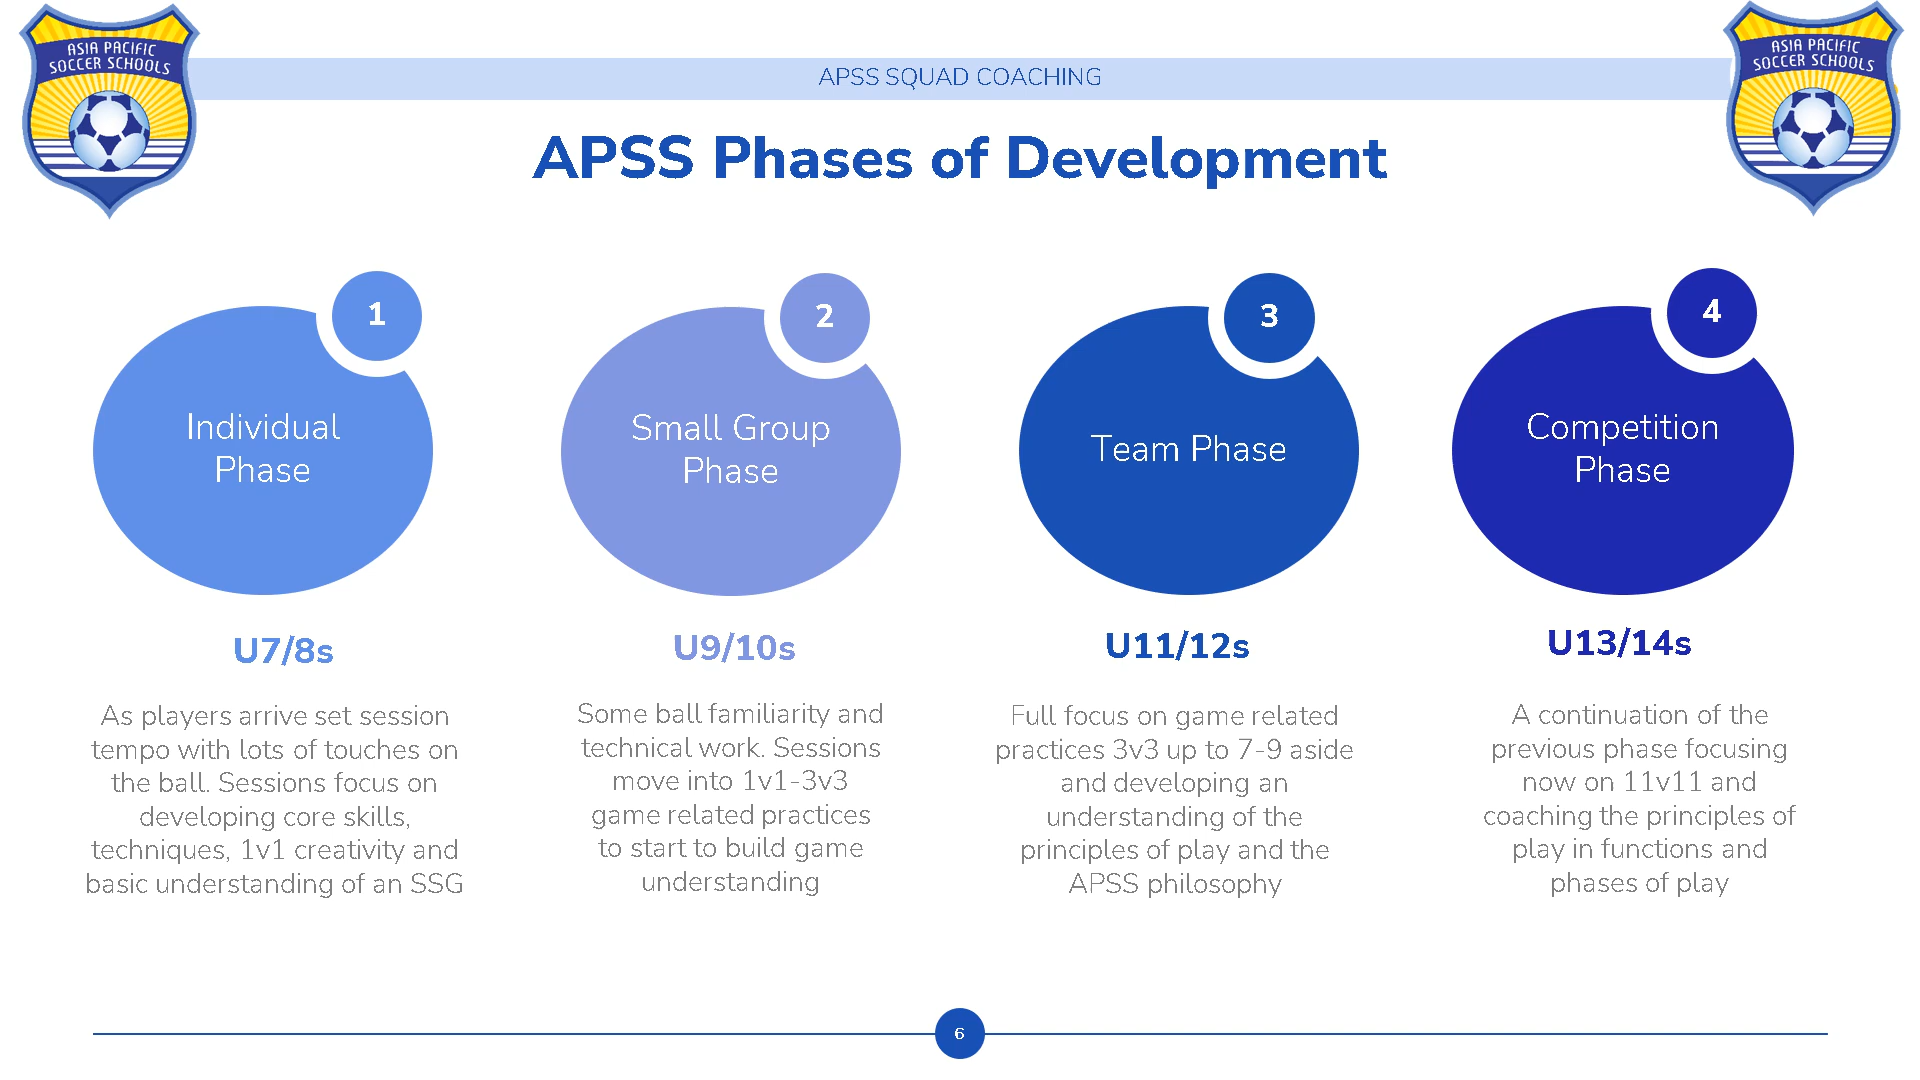 ASIA PACIFIC
SOCCER SCHOOLS
APSS SQUAD COACHING
ASIA PACIFIC
SOCCER SCHOOLS
APSS Phases of Development
1
Individual
Phase
U7/8s
As players arrive set session
tempo with lots of touches on
the ball. Sessions focus on
developing core skills,
techniques, 1v1 creativity and
basic understanding of an SSG
2
Small Group
Phase
U9/10s
Some ball familiarity and
technical work. Sessions
move into 1v1-3v3
game related practices
to start to build game
understanding
3
Team Phase
U11/12s
Full focus on game related
practices 3v3 up to 7-9 aside
and developing an
understanding of the
principles of play and the
APSS philosophy
4
Competition
Phase
U13/14s
A continuation of the
previous phase focusing
now on 11v11 and
coaching the principles of
play in functions and
phases of play
6